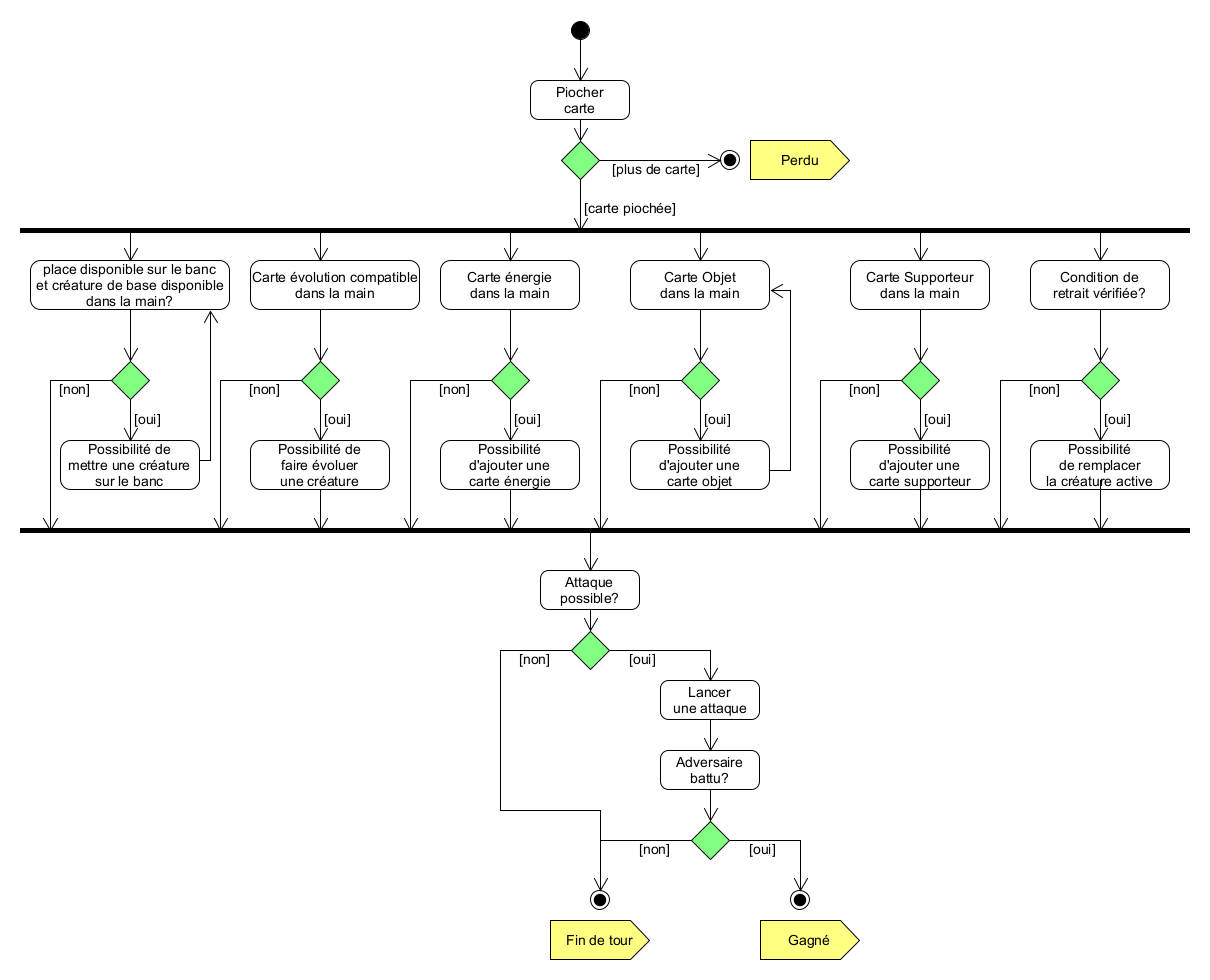 Piocher
carte
[plus de carte]
Perdu
[carte piochée]
place disponible sur le banc
et créature de base disponible
dans la main?
Carte évolution compatible
dans la main
Carte énergie
dans la main
Carte Objet
dans la main
Carte Supporteur
dans la main
Condition de
retrait vérifiée?
[non]
[oui]
[non]
[oui]
[non]
[oui]
[non]
[oui]
[non]
[oui]
[non]
[oui]
Possibilité de
mettre une créature
sur le banc
Possibilité de
faire évoluer
une créature
Possibilité
d'ajouter une
carte énergie
Possibilité
d'ajouter une
carte objet
Possibilité
d'ajouter une
carte supporteur
Possibilité
de remplacer
la créature active
Attaque
possible?
[non]
[oui]
Lancer
une attaque
Adversaire
battu?
[non]
[oui]
Fin de tour
Gagné